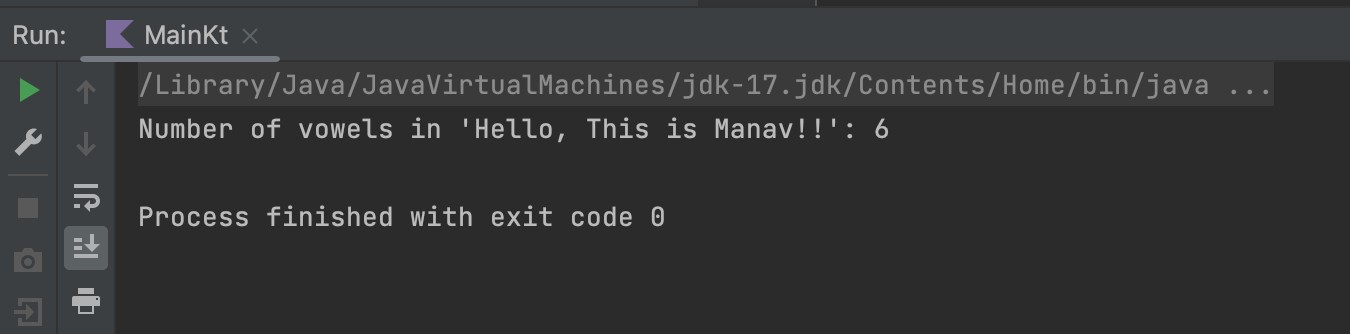 Run: MainKt
/Library/Java/JavaVirtualMachines/jdk-17.jdk/Contents/Home/bin/java ...
Number of vowels in 'Hello, This is Manav!!': 6
Process finished with exit code 0